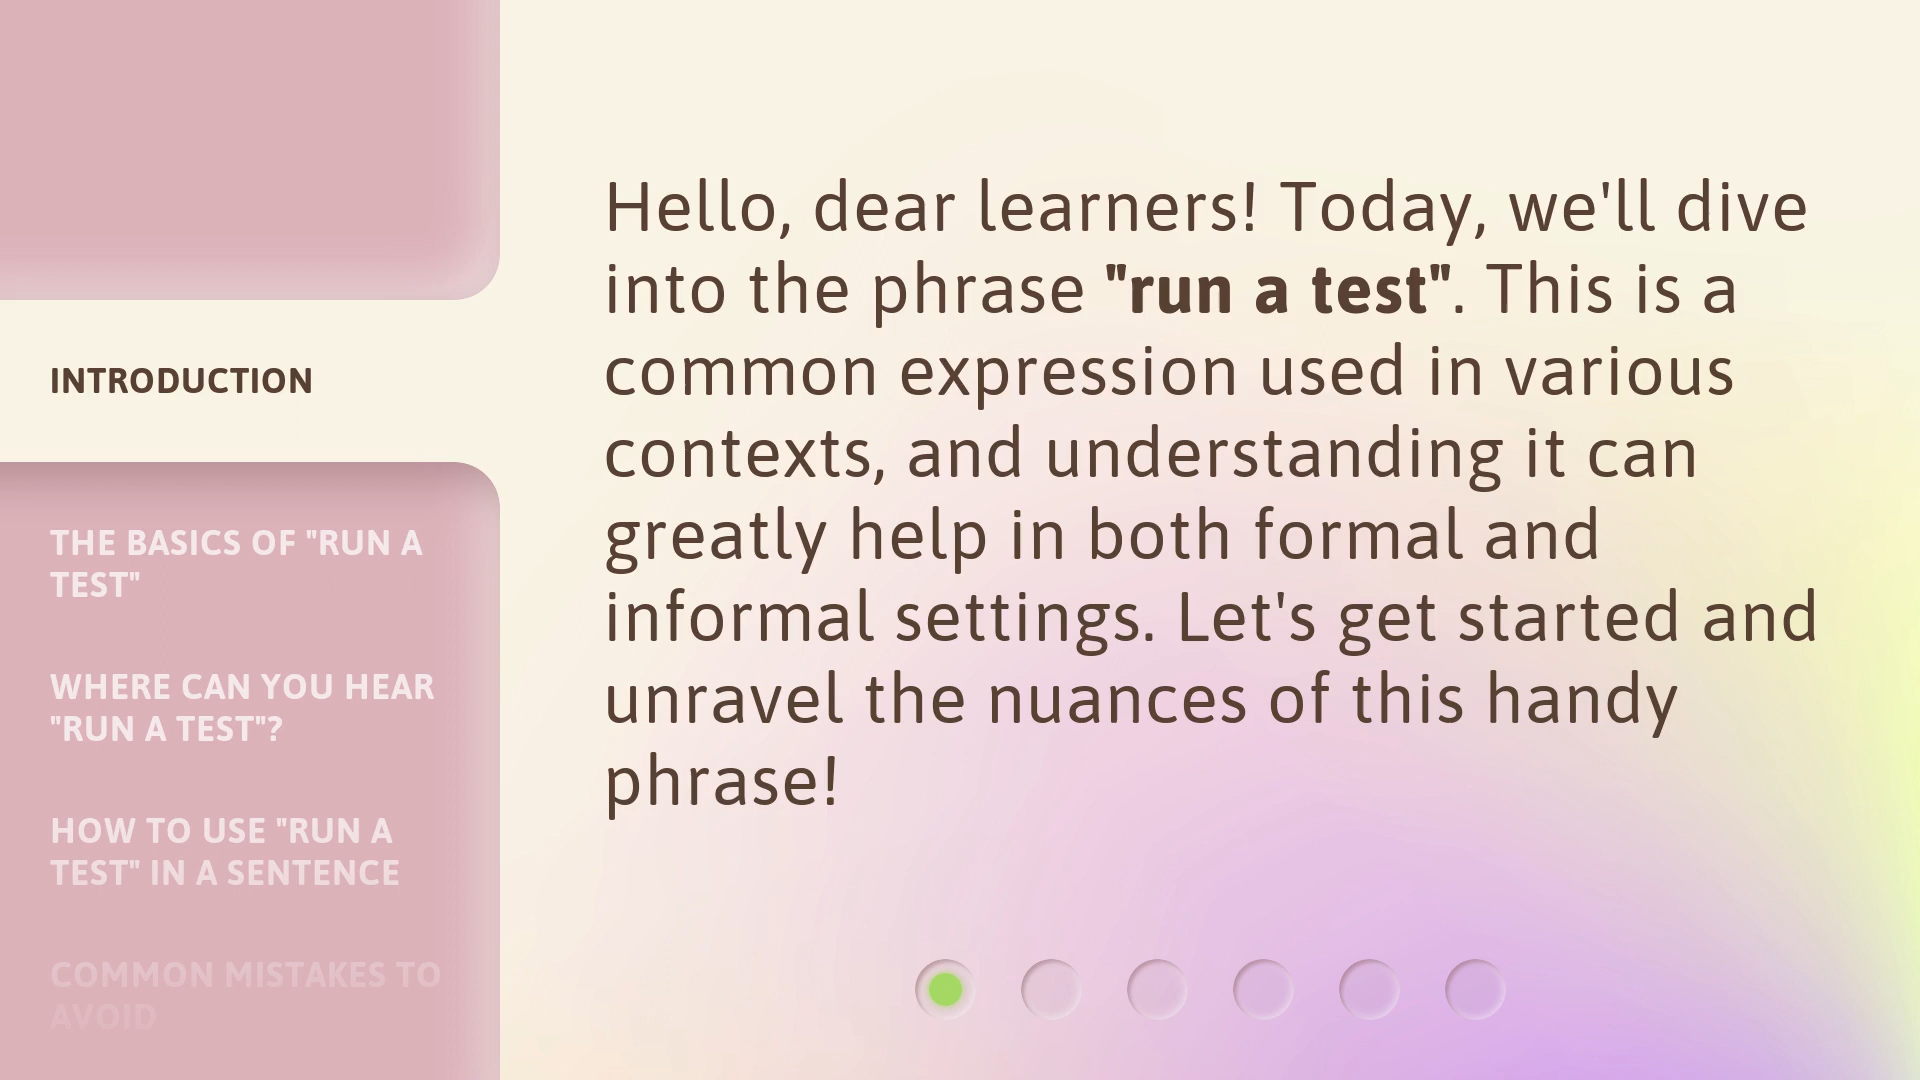 INTRODUCTION
THE BASICS OF "RUN A
TEST"
WHERE CAN YOU HEAR
"RUN A TEST"?
HOW TO USE "RUN A
TEST" IN A SENTENCE
COMMON MISTAKES TO
AVOID
Hello, dear learners! Today, we'll dive
into the phrase "run a test". This is a
common expression used in various
contexts, and understanding it can
greatly help in both formal and
informal settings. Let's get started and
unravel the nuances of this handy
phrase!